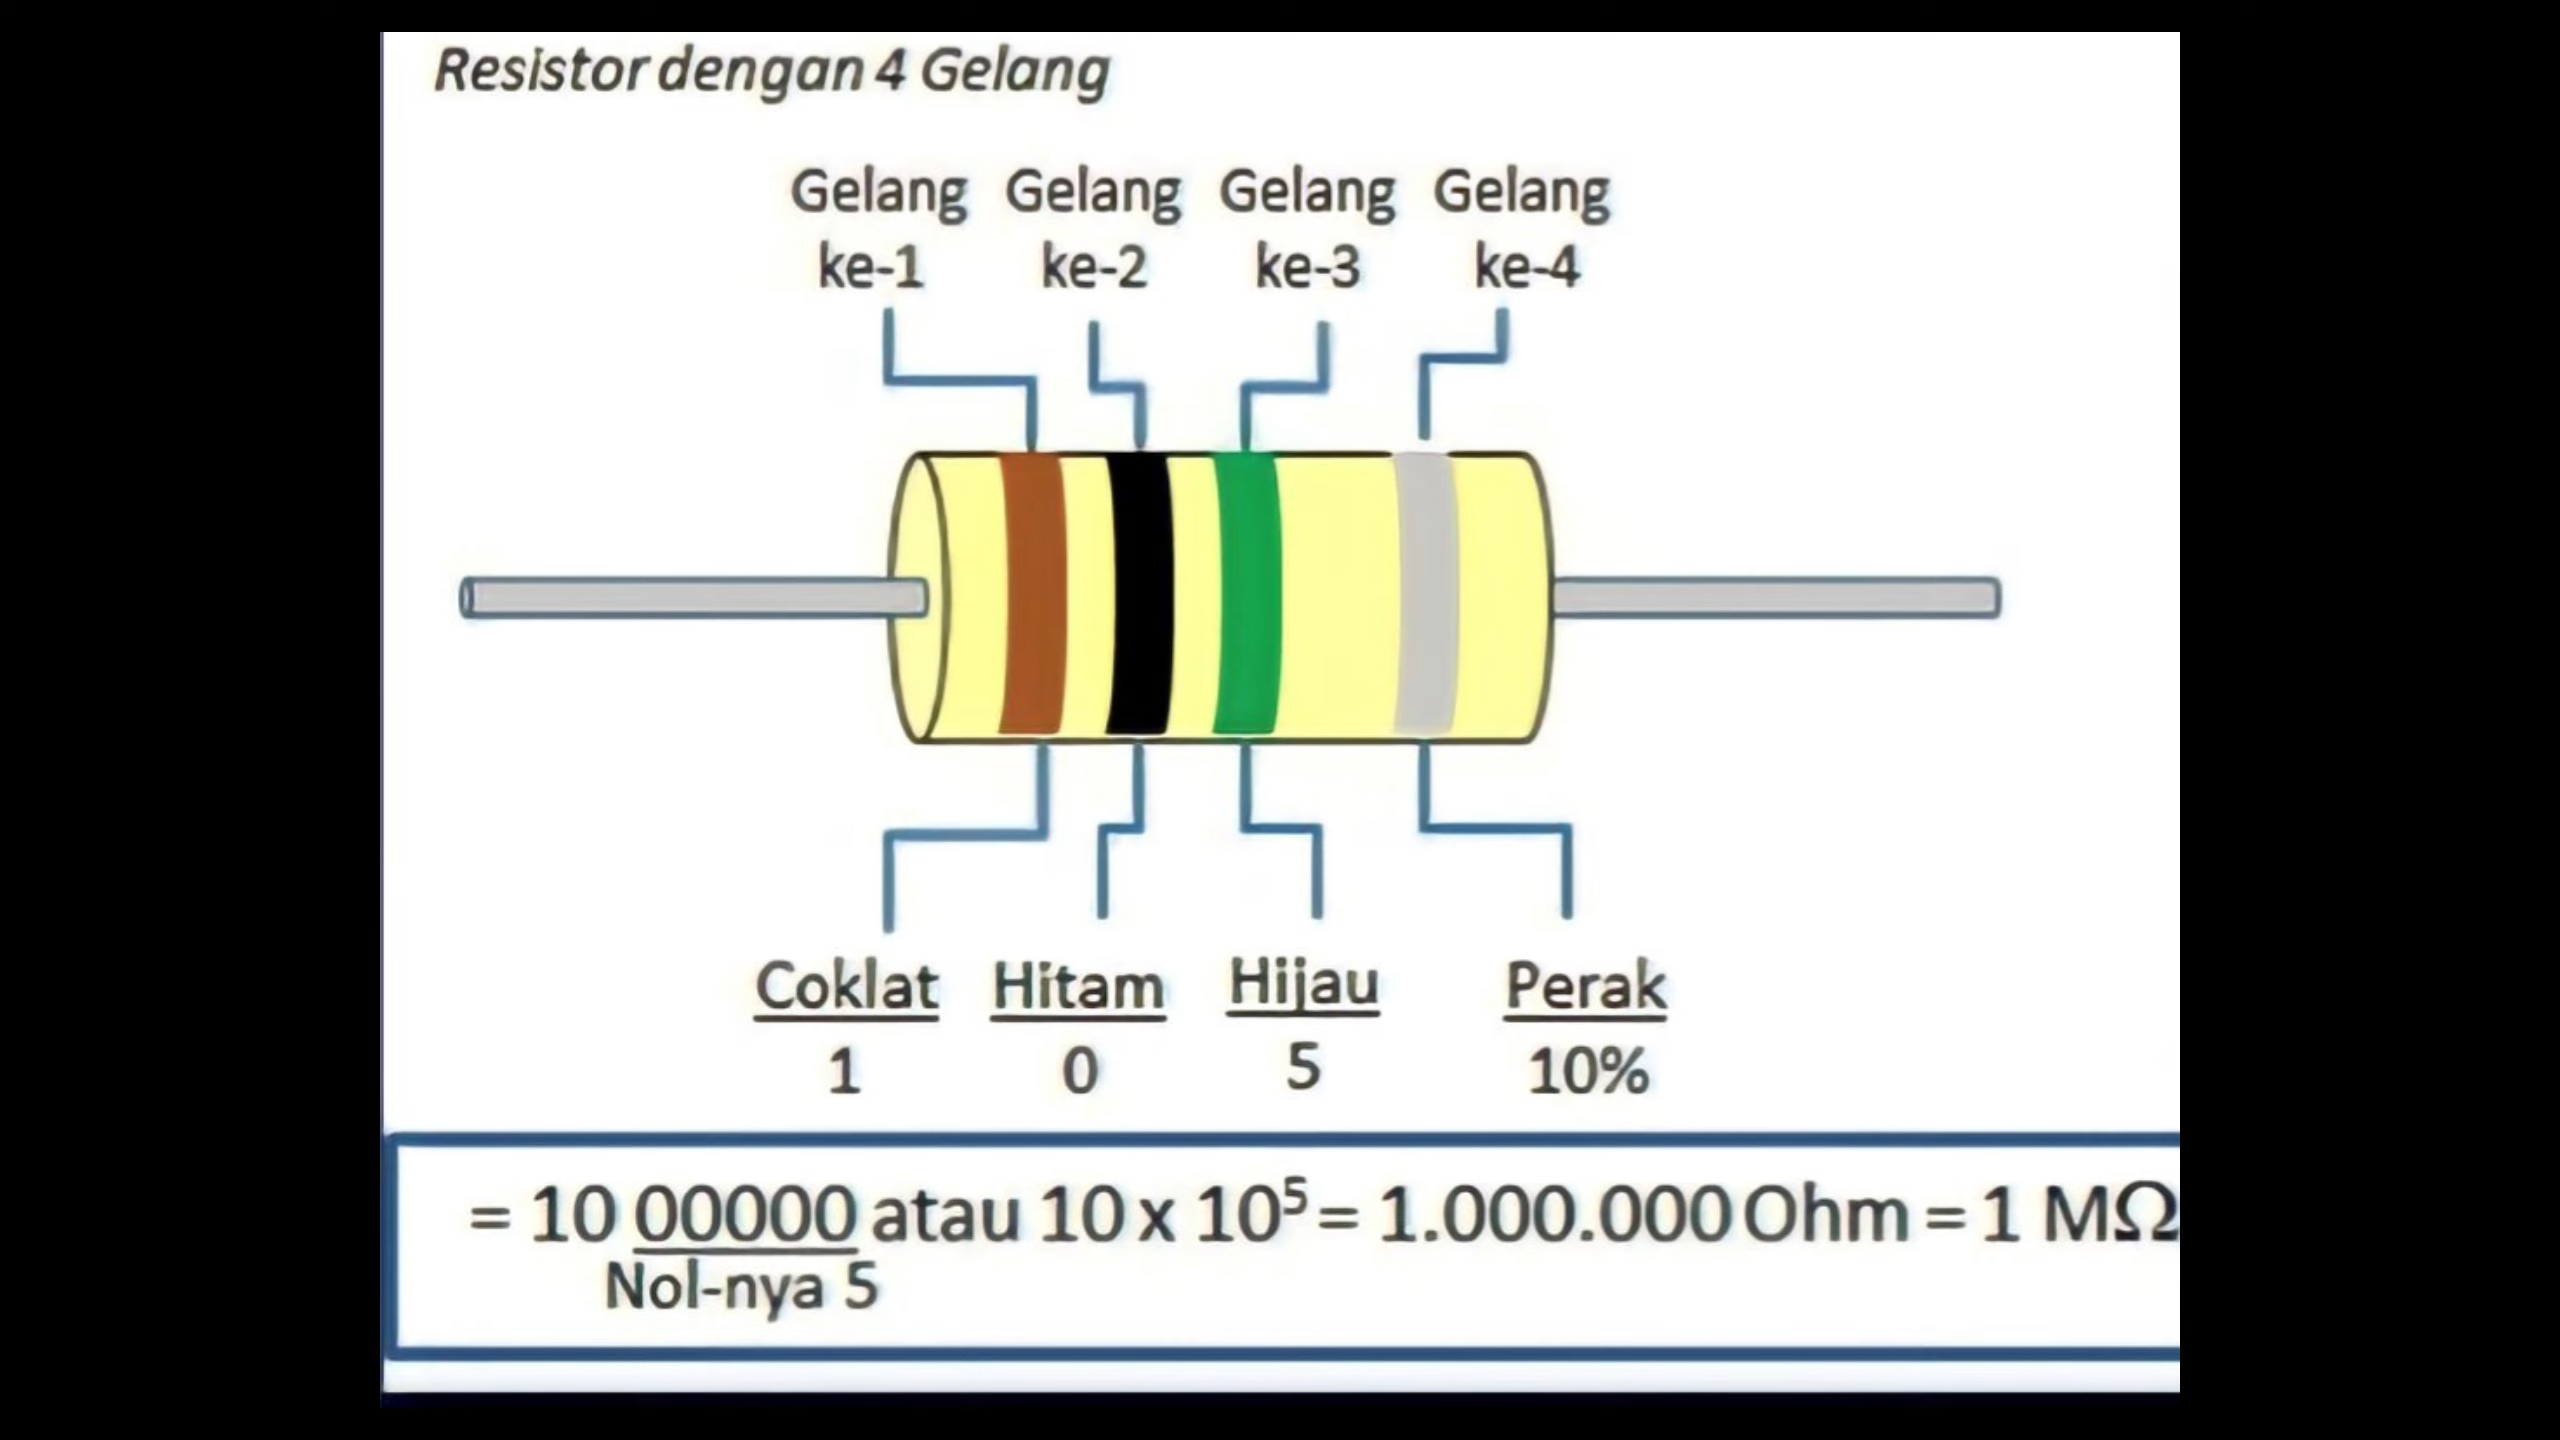 Resistor dengan 4 Gelang
Gelang Gelang Gelang Gelang
ke-1 ke-2 ke-3 ke-4
Coklat Hitam Hijau Perak
1 0 5 10%
= 10 00000 atau 10 x 10⁵ = 1.000.000 Ohm = 1 MΩ
Nol-nya 5